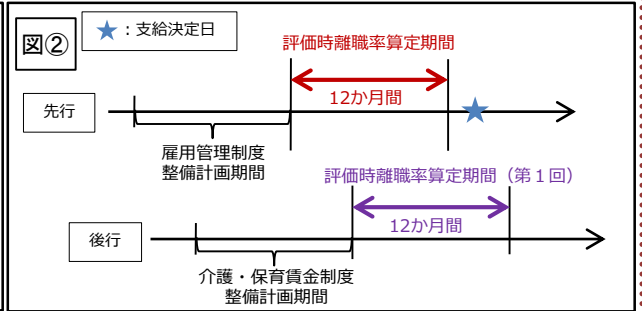 図②
★：支給決定日
評価時離職率算定期間
12か月間
先行
雇用管理制度
整備計画期間
評価時離職率算定期間（第１回）
12か月間
後行
介護・保育賃金制度
整備計画期間